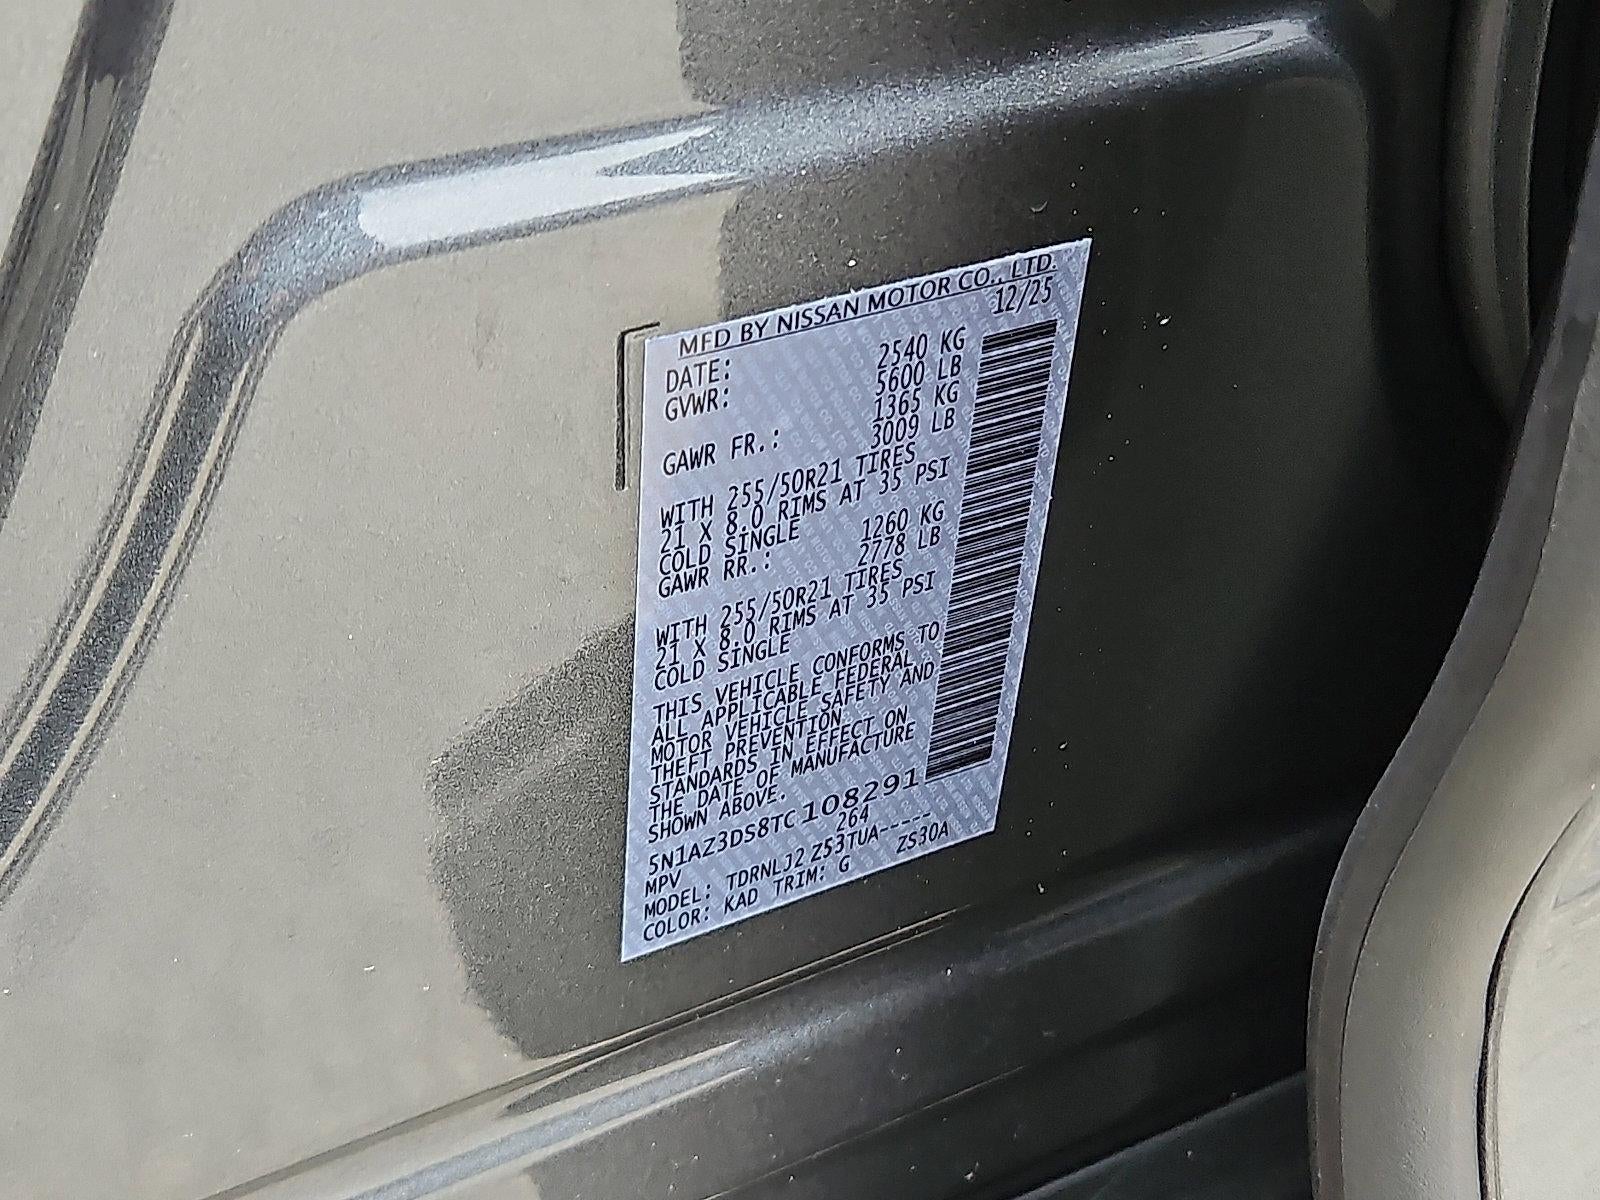 MFD BY NISSAN MOTOR CO., LTD.
DATE: 12/25
GVWR: 2540 KG
5600 LB
GAWR FR.: 1365 KG
3009 LB
WITH 255/50R21 TIRES
21 X 8.0 RIMS AT 35 PSI
COLD SINGLE
GAWR RR.: 1260 KG
2778 LB
WITH 255/50R21 TIRES
21 X 8.0 RIMS AT 35 PSI
COLD SINGLE
THIS VEHICLE CONFORMS TO
ALL APPLICABLE FEDERAL
MOTOR VEHICLE SAFETY AND
THEFT PREVENTION
STANDARDS IN EFFECT ON
THE DATE OF MANUFACTURE
SHOWN ABOVE.
5N1AZ3DS8TC108291
MPV 264
MODEL: TDRNLJ2 Z53TUA-----
COLOR: KAD TRIM: G ZS30A